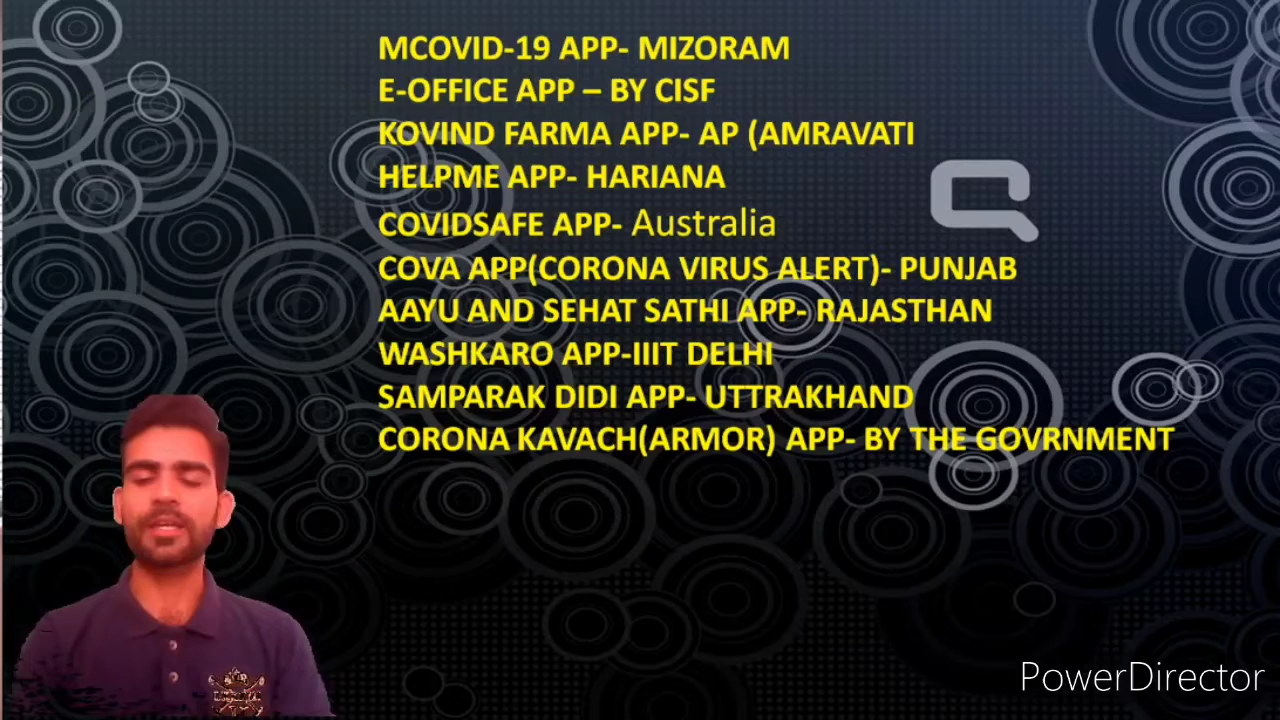 MCOVID-19 APP- MIZORAM
E-OFFICE APP – BY CISF
KOVIND FARMA APP- AP (AMRAVATI
HELPME APP- HARIANA
COVIDSAFE APP- Australia
COVA APP(CORONA VIRUS ALERT)- PUNJAB
AAYU AND SEHAT SATHI APP- RAJASTHAN
WASHKARO APP-IIIT DELHI
SAMPARAK DIDI APP- UTTRAKHAND
CORONA KAVACH(ARMOR) APP- BY THE GOVRNMENT
PowerDirector